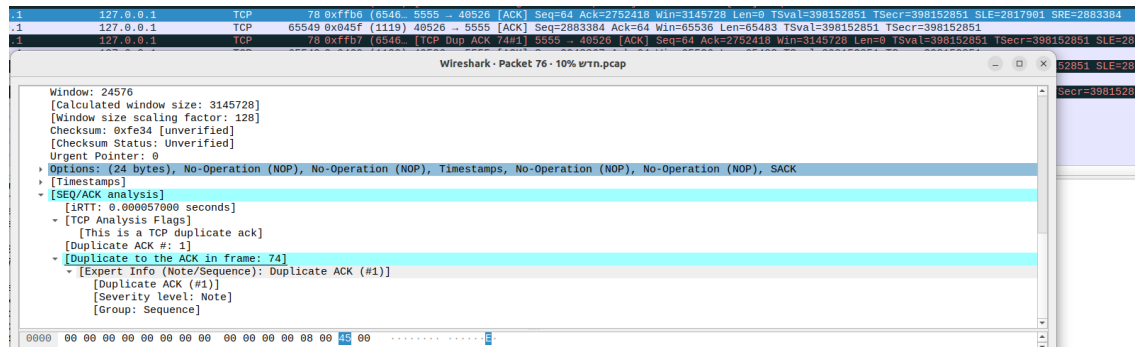 .1 127.0.0.1 TCP 78 0xffb6 (6546… 5555 → 40526 [ACK] Seq=64 Ack=2752418 Win=3145728 Len=0 TSval=398152851 TSecr=398152851 SLE=2817901 SRE=2883384
.1 127.0.0.1 TCP 65549 0x045f (1119) 40526 → 5555 [ACK] Seq=2883384 Ack=64 Win=65536 Len=65483 TSval=398152851 TSecr=398152851
.1 127.0.0.1 TCP 78 0xffb7 (6546… [TCP Dup ACK 74#1] 5555 → 40526 [ACK] Seq=64 Ack=2752418 Win=3145728 Len=0 TSval=398152851 TSecr=398152851 SLE=28
Wireshark · Packet 76 · 10% חדש.pcap
52851 SLE=28
Window: 24576
[Calculated window size: 3145728]
TSecr=3981528
[Window size scaling factor: 128]
Checksum: 0xfe34 [unverified]
[Checksum Status: Unverified]
Urgent Pointer: 0
Options: (24 bytes), No-Operation (NOP), No-Operation (NOP), Timestamps, No-Operation (NOP), No-Operation (NOP), SACK
[Timestamps]
[SEQ/ACK analysis]
[iRTT: 0.000057000 seconds]
[TCP Analysis Flags]
[This is a TCP duplicate ack]
[Duplicate ACK #: 1]
[Duplicate to the ACK in frame: 74]
[Expert Info (Note/Sequence): Duplicate ACK (#1)]
[Duplicate ACK (#1)]
[Severity level: Note]
[Group: Sequence]
0000 00 00 00 00 00 00 00 00 00 00 00 00 08 00 45 00 ········ ······E·